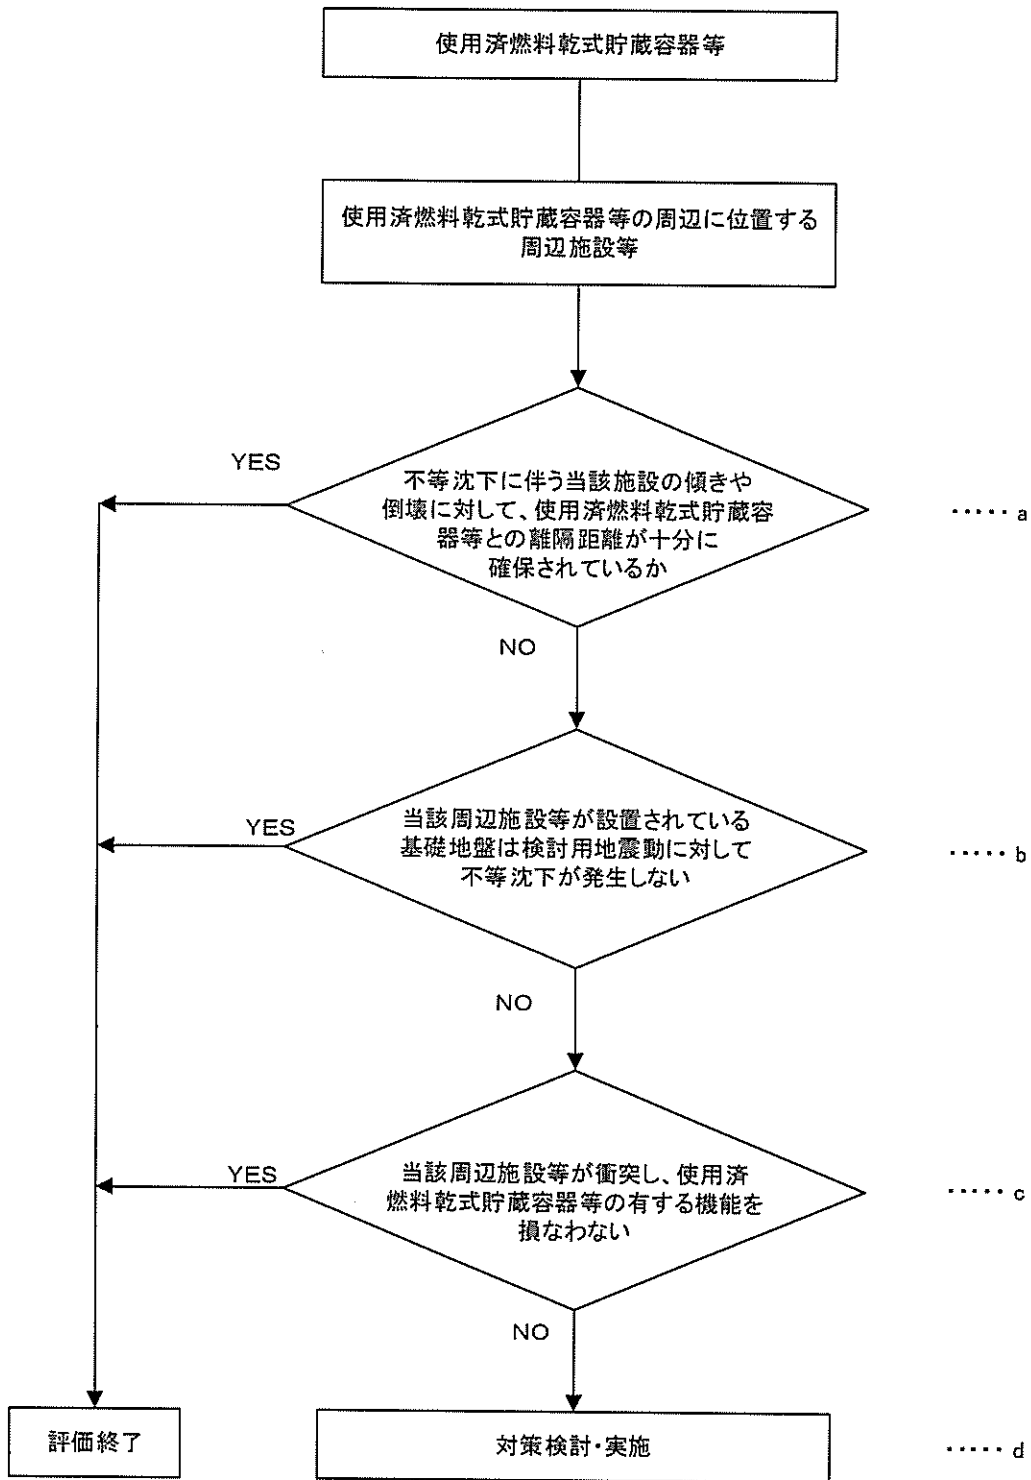 使用済燃料乾式貯蔵容器等
使用済燃料乾式貯蔵容器等の周辺に位置する
周辺施設等
YES
不等沈下に伴う当該施設の傾きや
倒壊に対して、使用済燃料乾式貯蔵容
器等との離隔距離が十分に
確保されているか
‥‥‥a
NO
YES
当該周辺施設等が設置されている
基礎地盤は検討用地震動に対して
不等沈下が発生しない
‥‥‥b
NO
YES
当該周辺施設等が衝突し、使用済
燃料乾式貯蔵容器等の有する機能を
損なわない
‥‥‥c
NO
評価終了
対策検討・実施
‥‥‥d